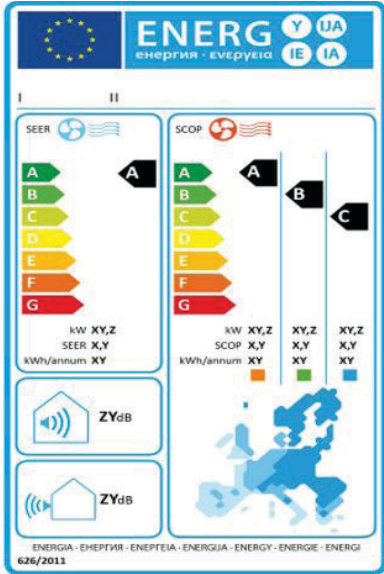 ENERG Y IJA
енергия · ενεργεια IE IA
I II
SEER
A A
B
C
D
E
F
G
kW XY,Z
SEER X,Y
kWh/annum XY
SCOP
A A
B B
C C
D
E
F
G
kW XY,Z XY,Z XY,Z
SCOP X,Y X,Y X,Y
kWh/annum XY XY XY
ZYdB
ZYdB
ENERGIA · ЕНЕРГИЯ · ΕΝΕΡΓΕΙΑ · ENERGIJA · ENERGY · ENERGIE · ENERGI
626/2011